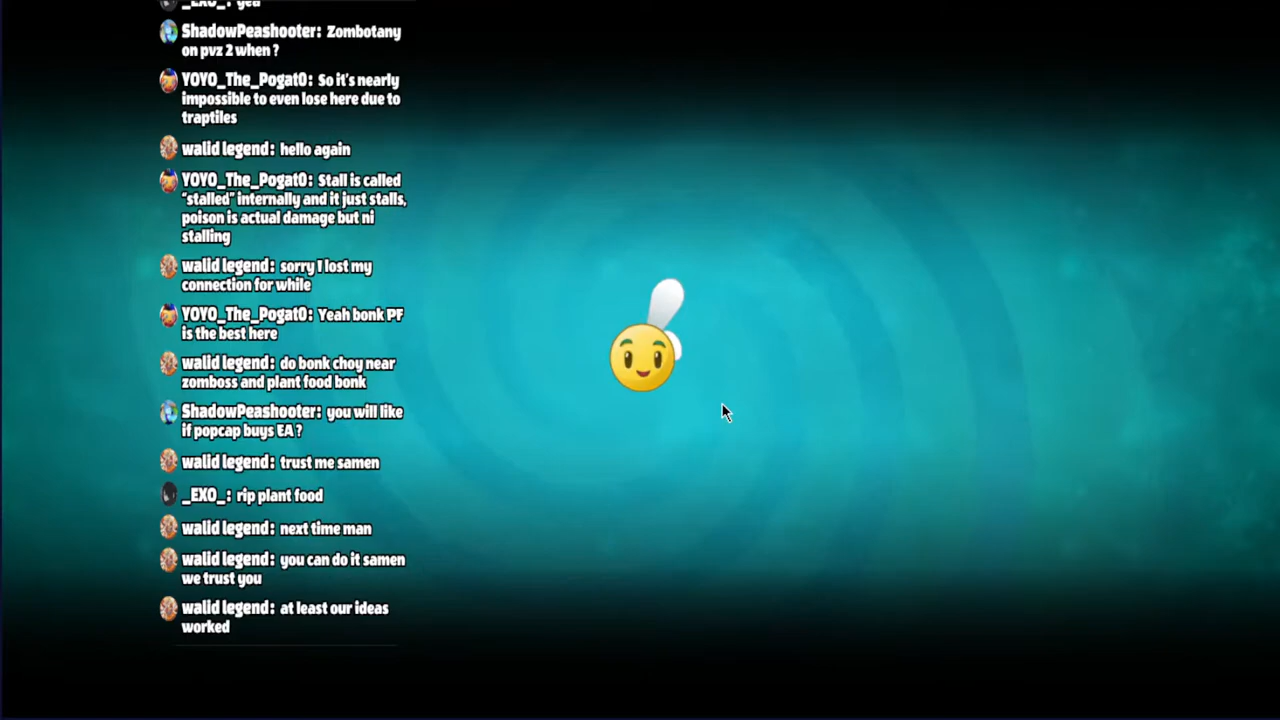 _EXO_: yea
ShadowPeashooter: Zombotany
on pvz 2 when ?
YOYO_The_Pogat0: So it's nearly
impossible to even lose here due to
traptiles
walid legend: hello again
YOYO_The_Pogat0: Stall is called
"stalled" internally and it just stalls,
poison is actual damage but ni
stalling
walid legend: sorry I lost my
connection for while
YOYO_The_Pogat0: Yeah bonk PF
is the best here
walid legend: do bonk choy near
zomboss and plant food bonk
ShadowPeashooter: you will like
if popcap buys EA ?
walid legend: trust me samen
_EXO_: rip plant food
walid legend: next time man
walid legend: you can do it samen
we trust you
walid legend: at least our ideas
worked